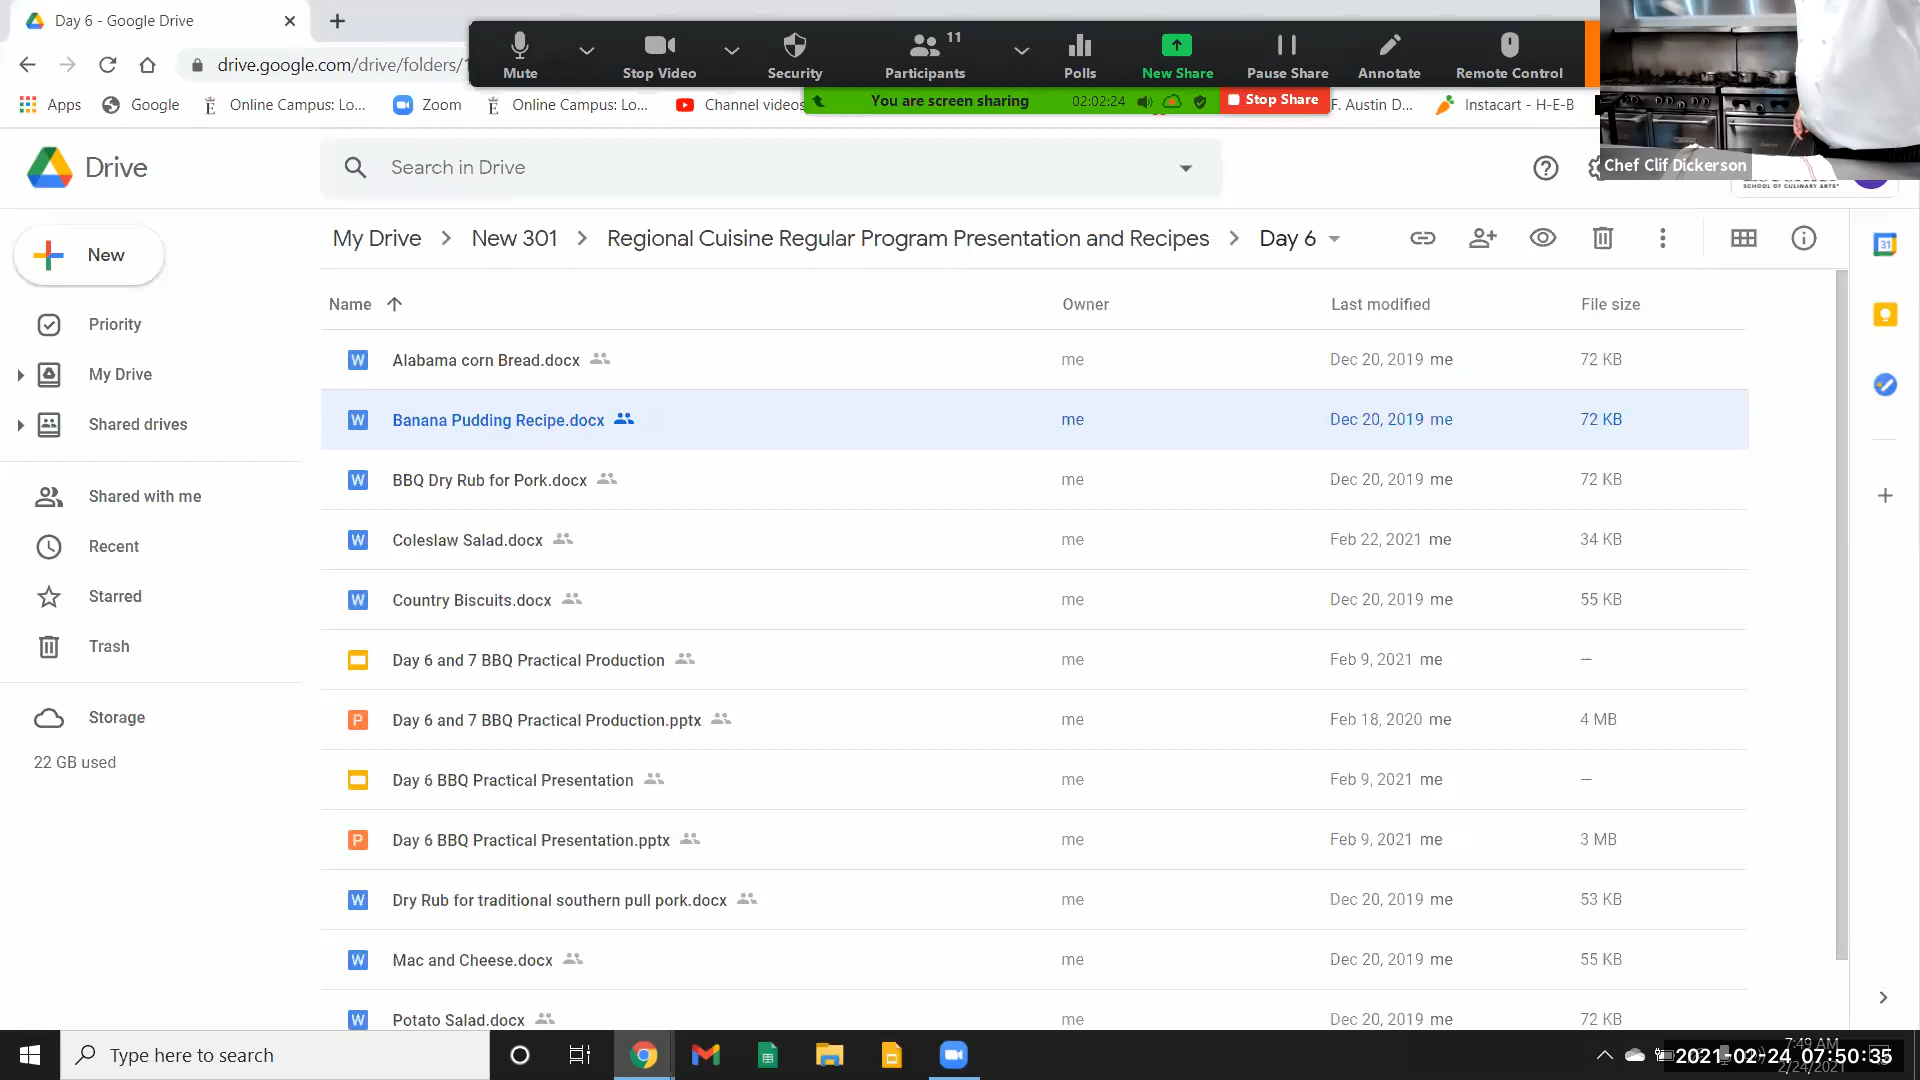 Day 6 - Google Drive
drive.google.com/drive/folders/
Mute
Stop Video
Security
Participants
11
Polls
New Share
Pause Share
Annotate
Remote Control
You are screen sharing
02:02:24
Stop Share
Apps
Google
Online Campus: Lo...
Zoom
Online Campus: Lo...
Channel videos
F. Austin D...
Instacart - H-E-B
Chef Clif Dickerson
SCHOOL OF CULINARY ARTS
Drive
Search in Drive
New
My Drive
New 301
Regional Cuisine Regular Program Presentation and Recipes
Day 6
31
Priority
My Drive
Shared drives
Shared with me
Recent
Starred
Trash
Storage
22 GB used
Name Owner Last modified File size
W Alabama corn Bread.docx me Dec 20, 2019 me 72 KB
W Banana Pudding Recipe.docx me Dec 20, 2019 me 72 KB
W BBQ Dry Rub for Pork.docx me Dec 20, 2019 me 72 KB
W Coleslaw Salad.docx me Feb 22, 2021 me 34 KB
W Country Biscuits.docx me Dec 20, 2019 me 55 KB
Day 6 and 7 BBQ Practical Production me Feb 9, 2021 me —
P Day 6 and 7 BBQ Practical Production.pptx me Feb 18, 2020 me 4 MB
Day 6 BBQ Practical Presentation me Feb 9, 2021 me —
P Day 6 BBQ Practical Presentation.pptx me Feb 9, 2021 me 3 MB
W Dry Rub for traditional southern pull pork.docx me Dec 20, 2019 me 53 KB
W Mac and Cheese.docx me Dec 20, 2019 me 55 KB
W Potato Salad.docx me Dec 20, 2019 me 72 KB
Type here to search
7:49 AM
2021-02-24 07:50:35
2/24/2021